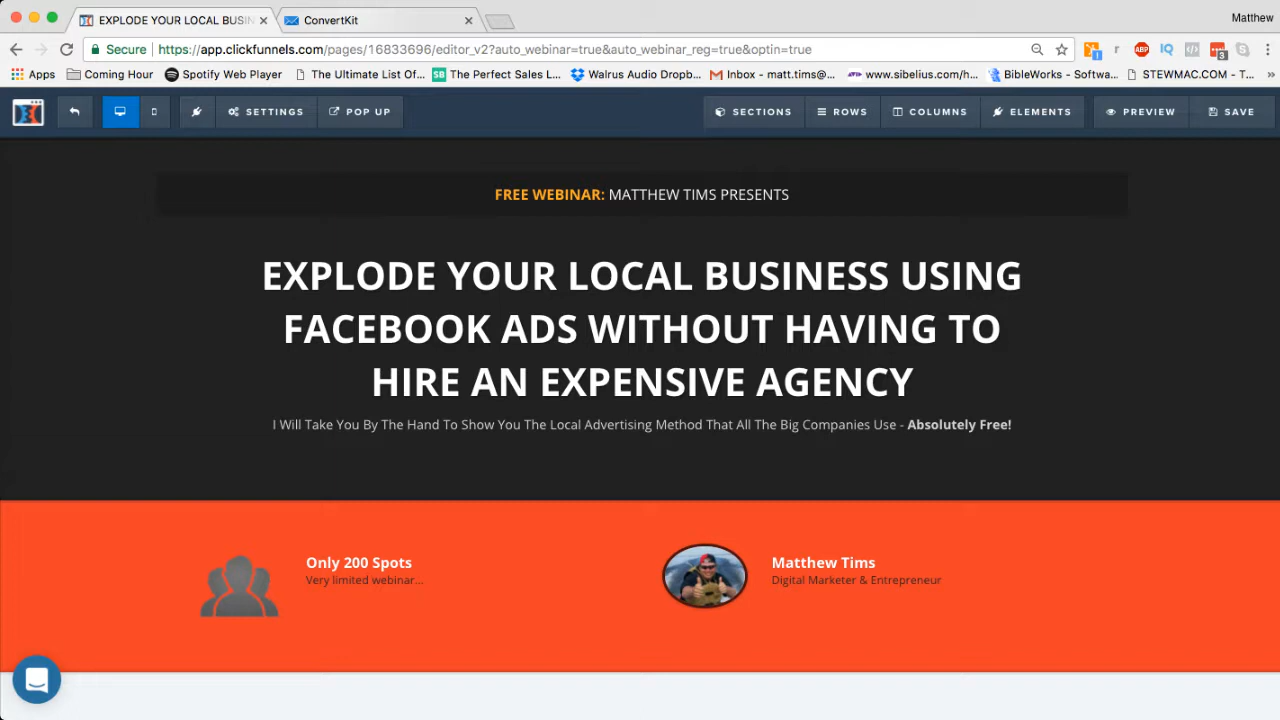 EXPLODE YOUR LOCAL BUSIN
ConvertKit
Matthew
Secure
https://app.clickfunnels.com/pages/16833696/editor_v2?auto_webinar=true&auto_webinar_reg=true&optin=true
ABP
IQ
1
r
3
Apps
Coming Hour
Spotify Web Player
The Ultimate List Of...
SB
The Perfect Sales L...
Walrus Audio Dropb...
Inbox - matt.tims@...
www.sibelius.com/h...
BibleWorks - Softwa...
STEWMAC.COM - T...
»
SETTINGS
POP UP
SECTIONS
ROWS
COLUMNS
ELEMENTS
PREVIEW
SAVE
FREE WEBINAR: MATTHEW TIMS PRESENTS
EXPLODE YOUR LOCAL BUSINESS USING
FACEBOOK ADS WITHOUT HAVING TO
HIRE AN EXPENSIVE AGENCY
I Will Take You By The Hand To Show You The Local Advertising Method That All The Big Companies Use - Absolutely Free!
Only 200 Spots
Very limited webinar...
Matthew Tims
Digital Marketer & Entrepreneur